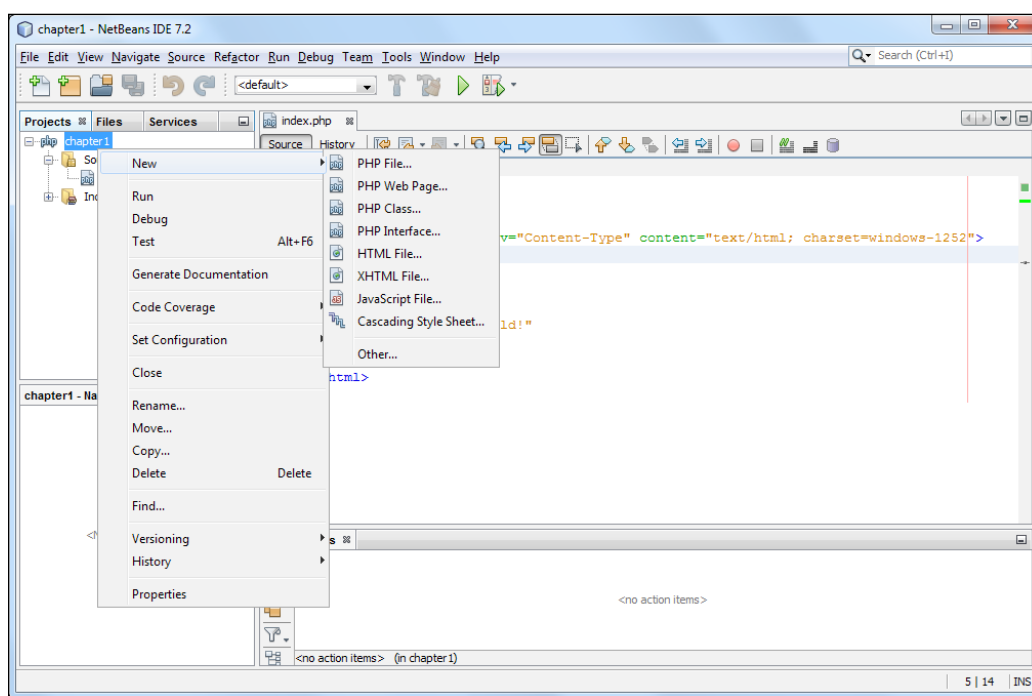 chapter1 - NetBeans IDE 7.2
File Edit View Navigate Source Refactor Run Debug Team Tools Window Help
Search (Ctrl+I)
<default>
Projects Files Services
index.php
chapter1
Source History
So
Inc
New
Run
Debug
Test Alt+F6
Generate Documentation
Code Coverage
Set Configuration
Close
Rename...
Move...
Copy...
Delete Delete
Find...
Versioning
History
Properties
PHP File...
PHP Web Page...
PHP Class...
PHP Interface...
HTML File...
XHTML File...
JavaScript File...
Cascading Style Sheet...
Other...
v="Content-Type" content="text/html; charset=windows-1252">
ld!"
html>
chapter1 - Na
s
<no action items>
<no action items> (in chapter1)
5 | 14 INS